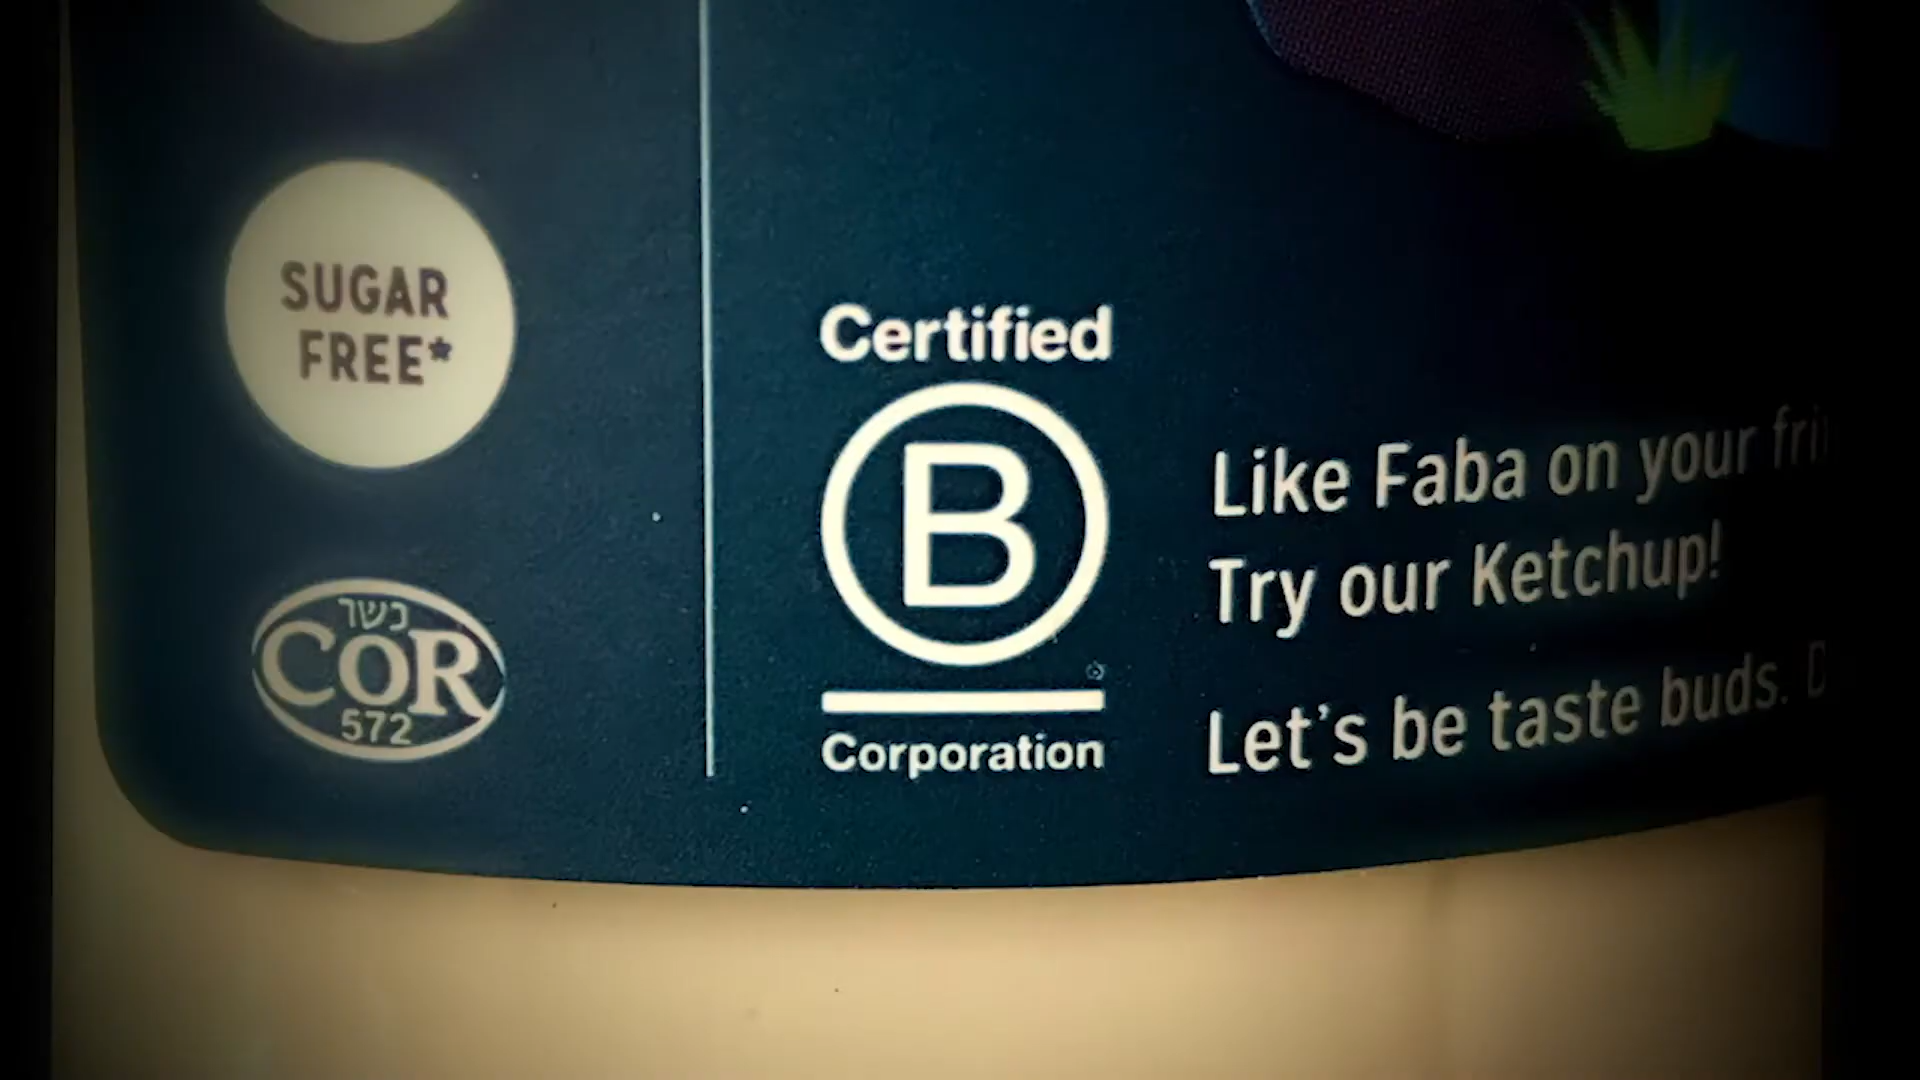 SUGAR
FREE*
כשר
COR
572
Certified
B
Corporation
Like Faba on your
Try our Ketchup!
Let's be taste buds.